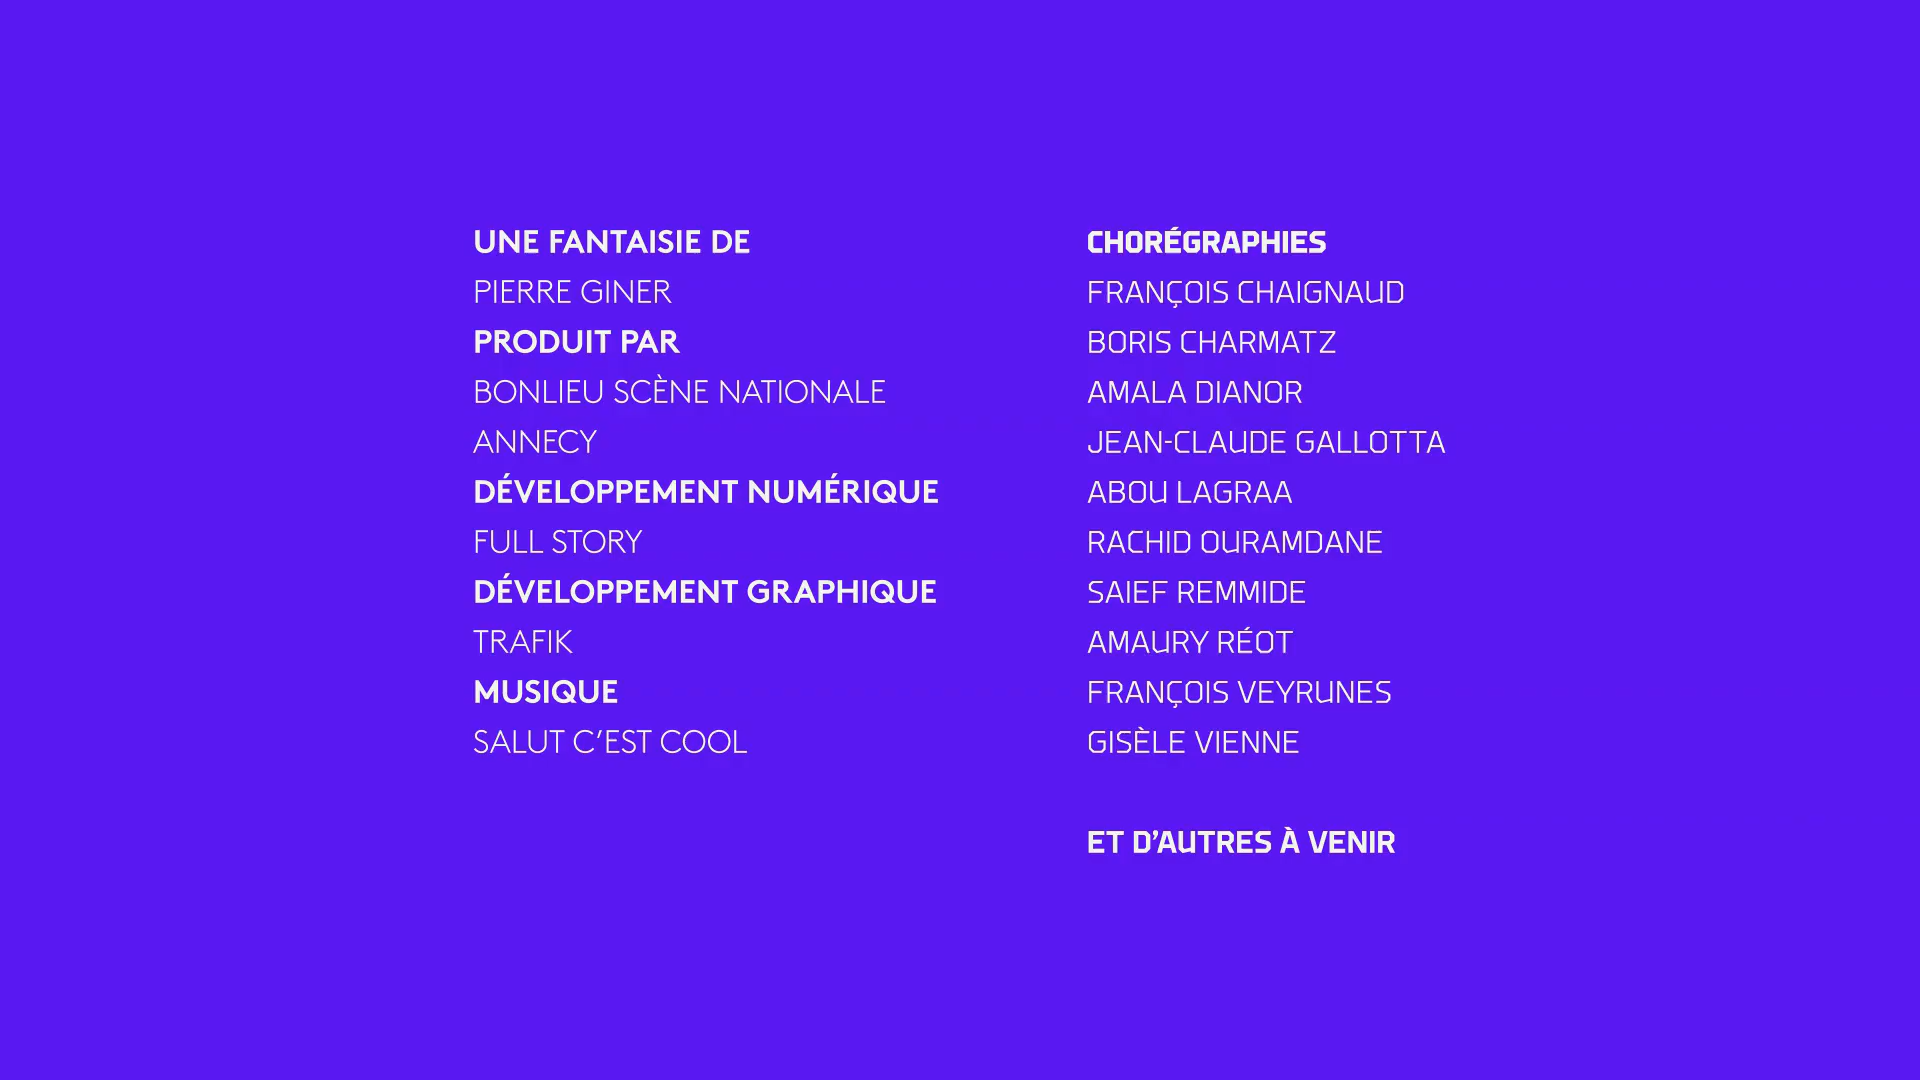 UNE FANTAISIE DE
PIERRE GINER
PRODUIT PAR
BONLIEU SCÈNE NATIONALE
ANNECY
DÉVELOPPEMENT NUMÉRIQUE
FULL STORY
DÉVELOPPEMENT GRAPHIQUE
TRAFIK
MUSIQUE
SALUT C’EST COOL
CHORÉGRAPHIES
FRANÇOIS CHAIGNAUD
BORIS CHARMATZ
AMALA DIANOR
JEAN-CLAUDE GALLOTTA
ABOU LAGRAA
RACHID OURAMDANE
SAIEF REMMIDE
AMAURY RÉOT
FRANÇOIS VEYRUNES
GISÈLE VIENNE
ET D’AUTRES À VENIR